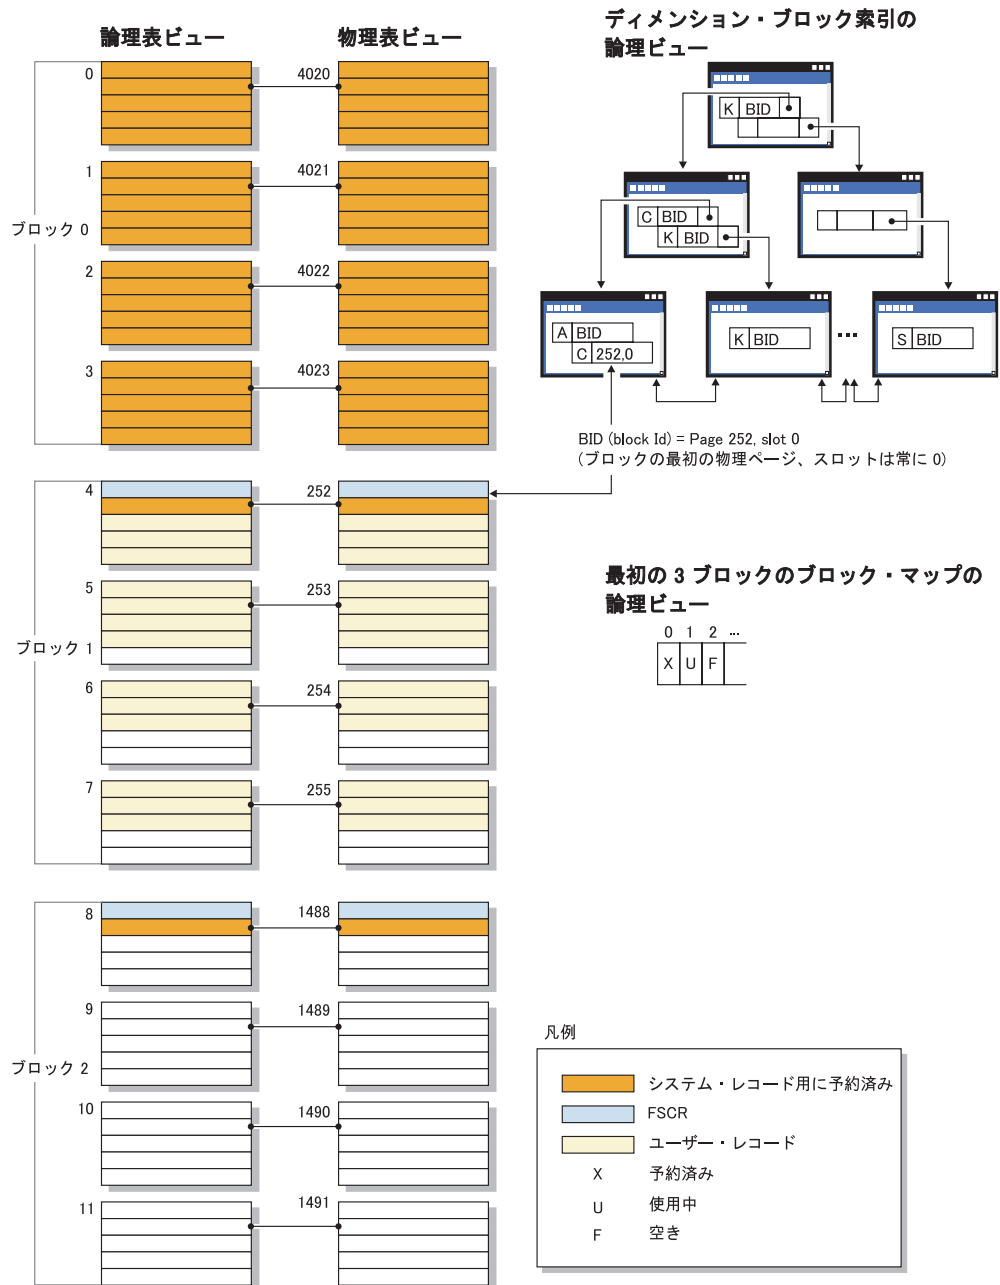 論理表ビュー
物理表ビュー
ブロック 0
0
4020
1
4021
2
4022
3
4023
ブロック 1
4
252
5
253
6
254
7
255
ブロック 2
8
1488
9
1489
10
1490
11
1491
ディメンション・ブロック索引の
論理ビュー
K BID
C BID
K BID
A BID
C 252,0
K BID
...
S BID
BID (block Id) = Page 252, slot 0
(ブロックの最初の物理ページ、スロットは常に 0)
最初の 3 ブロックのブロック・マップの
論理ビュー
0 1 2 ...
X U F
凡例
システム・レコード用に予約済み
FSCR
ユーザー・レコード
X 予約済み
U 使用中
F 空き